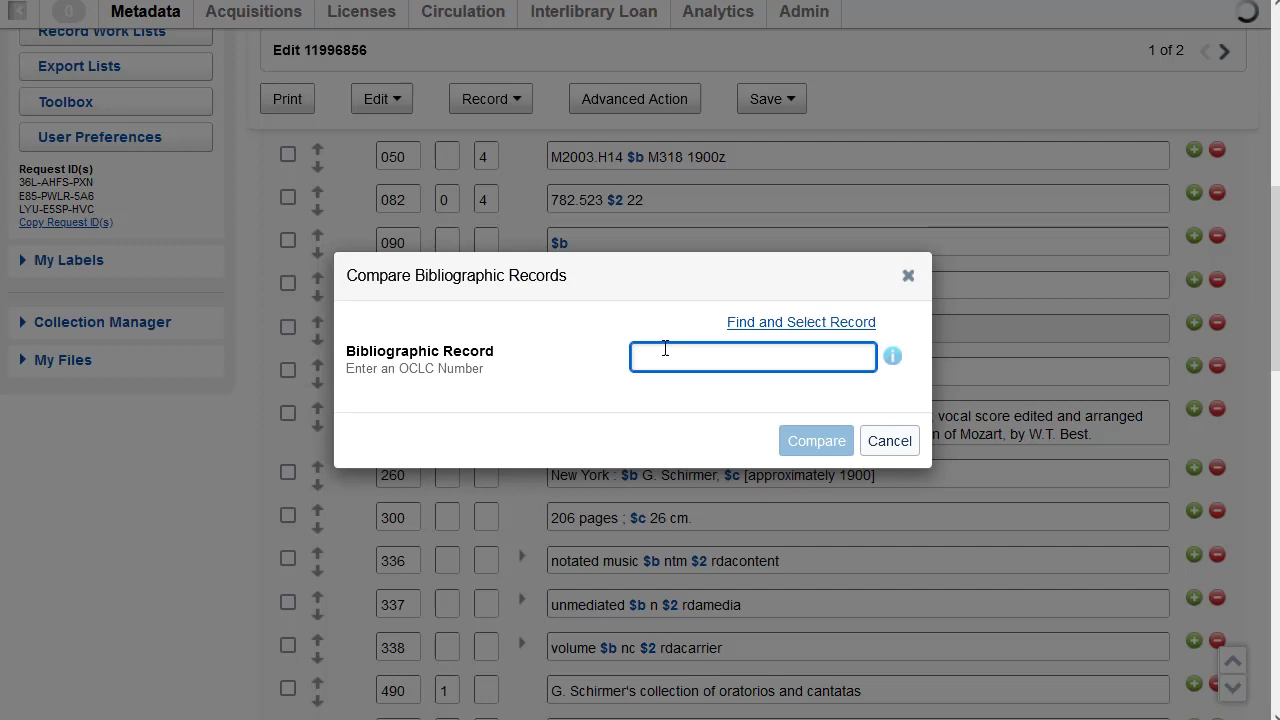 0 Metadata Acquisitions Licenses Circulation Interlibrary Loan Analytics Admin
Record Work Lists
Export Lists
Toolbox
User Preferences
Request ID(s)
36L-AHFS-PXN
E85-PWLR-5A6
LYU-E5SP-HVC
Copy Request ID(s)
My Labels
Collection Manager
My Files
Edit 11996856
1 of 2
Print Edit Record Advanced Action Save
050 4 M2003.H14 $b M318 1900z
082 0 4 782.523 $2 22
090 $b
Compare Bibliographic Records
Find and Select Record
Bibliographic Record
Enter an OCLC Number
i
Compare Cancel
vocal score edited and arranged
n of Mozart, by W.T. Best.
260 New York : $b G. Schirmer, $c [approximately 1900]
300 206 pages ; $c 26 cm.
336 notated music $b ntm $2 rdacontent
337 unmediated $b n $2 rdamedia
338 volume $b nc $2 rdacarrier
490 1 G. Schirmer's collection of oratorios and cantatas